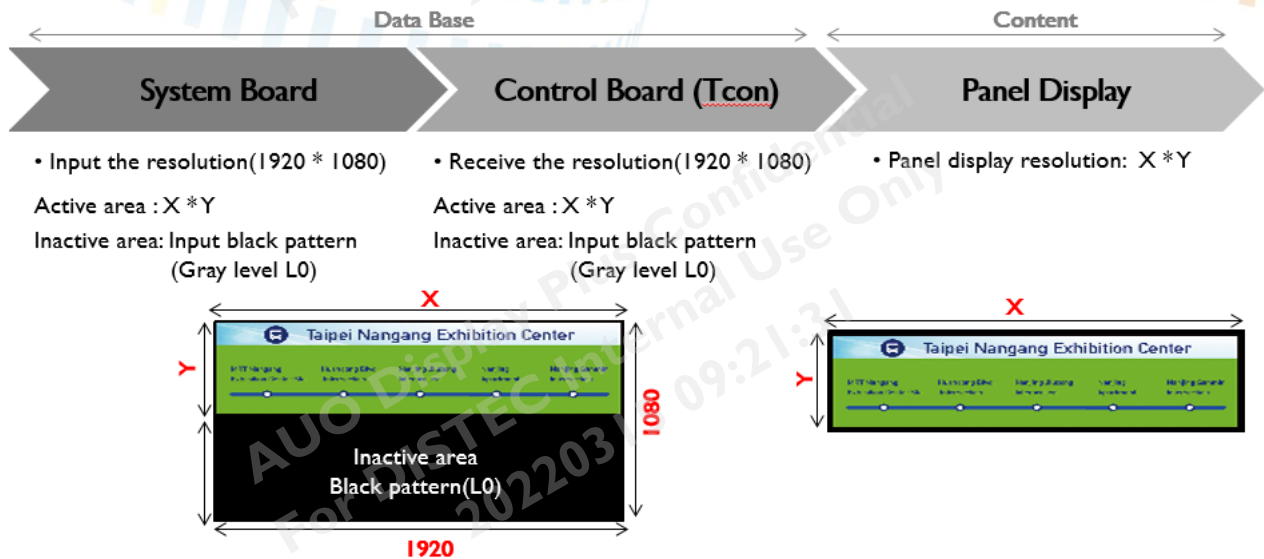 Data Base
Content
System Board
Control Board (Tcon)
Panel Display
• Input the resolution(1920 * 1080)
Active area : X * Y
Inactive area: Input black pattern
(Gray level L0)
• Receive the resolution(1920 * 1080)
Active area : X * Y
Inactive area: Input black pattern
(Gray level L0)
• Panel display resolution: X * Y
X
Y
Taipei Nangang Exhibition Center
1080
Inactive area
Black pattern(L0)
1920
X
Y
Taipei Nangang Exhibition Center
AUO Display Plus Confidential
For DISTEC Internal Use Only
09:21:31